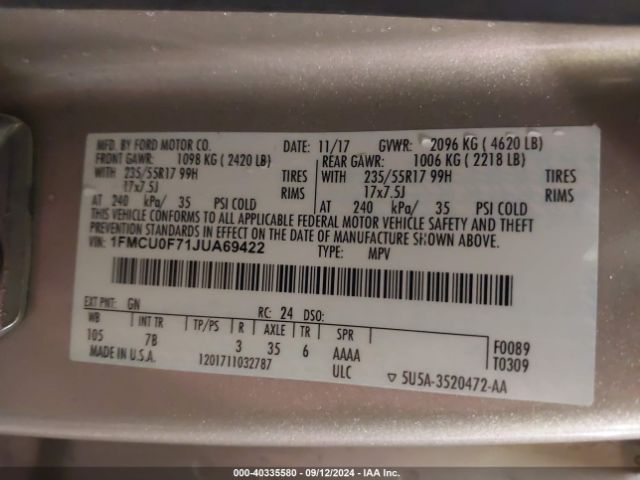 MFD. BY FORD MOTOR CO. DATE: 11/17 GVWR: 2096 KG ( 4620 LB)
FRONT GAWR: 1098 KG ( 2420 LB) REAR GAWR: 1006 KG ( 2218 LB)
WITH 235/55R17 99H TIRES WITH 235/55R17 99H TIRES
17x7.5J RIMS 17x7.5J RIMS
AT 240 kPa/ 35 PSI COLD AT 240 kPa/ 35 PSI COLD
THIS VEHICLE CONFORMS TO ALL APPLICABLE FEDERAL MOTOR VEHICLE SAFETY AND THEFT
PREVENTION STANDARDS IN EFFECT ON THE DATE OF MANUFACTURE SHOWN ABOVE.
VIN: 1FMCU0F71JUA69422 TYPE: MPV
EXT PNT: GN RC: 24 DSO:
WB INT TR TP/PS R AXLE TR SPR F0089
105 7B 3 35 6 AAAA T0309
MADE IN U.S.A. 1201711032787 ULC ▽ 5U5A-3520472-AA
000-40335580 - 09/12/2024 - IAA Inc.